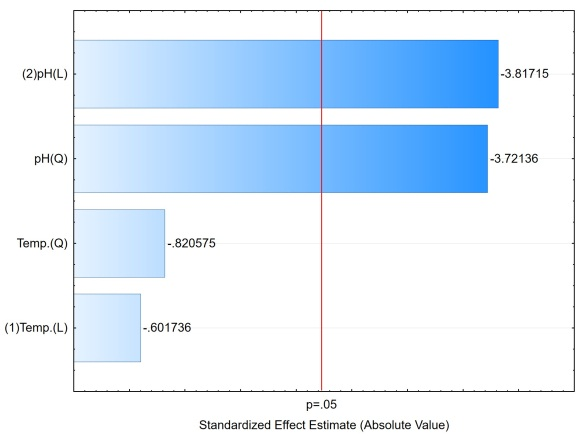 (2)pH(L) -3.81715
pH(Q) -3.72136
Temp.(Q) -.820575
(1)Temp.(L) -.601736
p=.05
Standardized Effect Estimate (Absolute Value)